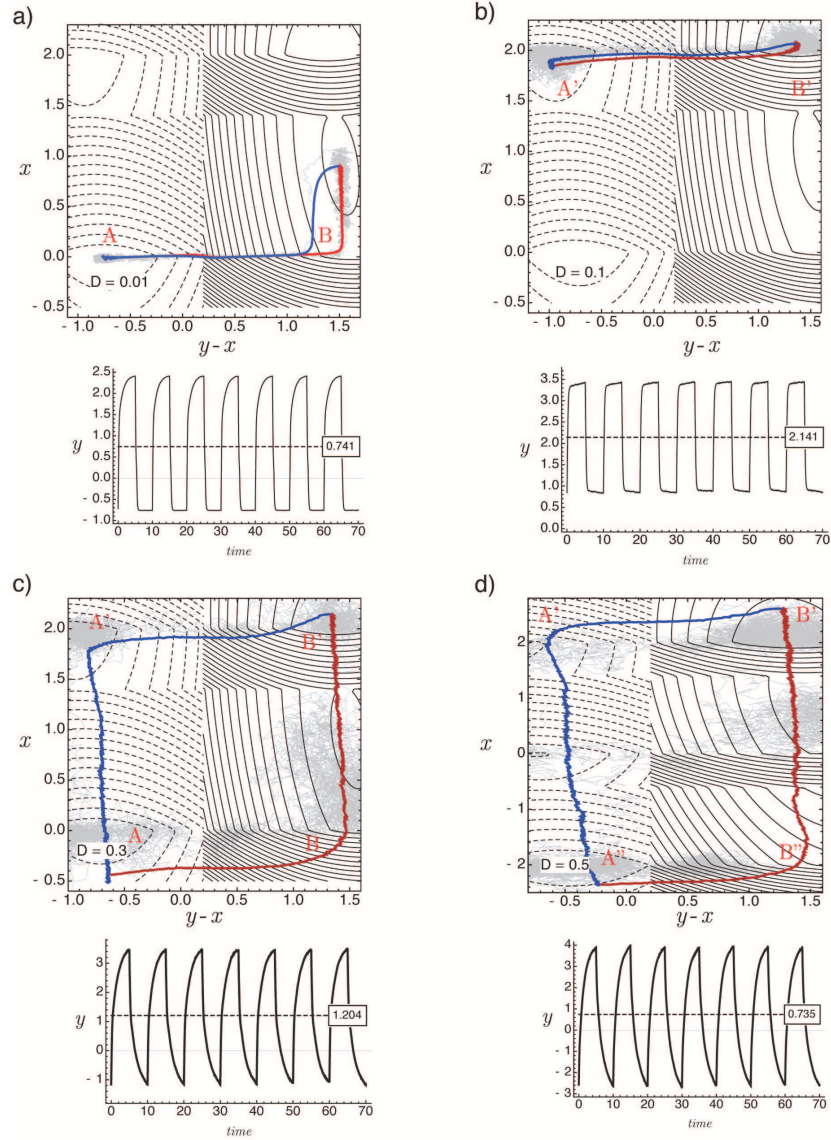 a)
2.0
1.5
x
1.0
0.5
0.0
- 0.5
A
B
D = 0.01
- 1.0 - 0.5 0.0 0.5 1.0 1.5
y - x
2.5
2.0
1.5
1.0
y
0.5
0.0
- 0.5
- 1.0
0.741
0 10 20 30 40 50 60 70
time
b)
2.0
1.5
x
1.0
0.5
0.0
- 0.5
A'
B'
D = 0.1
- 1.0 - 0.5 0.0 0.5 1.0 1.5
y - x
3.5
3.0
2.5
y
2.0
1.5
1.0
0.5
0.0
2.141
0 10 20 30 40 50 60 70
time
c)
2.0
1.5
x
1.0
0.5
0.0
- 0.5
A'
B'
A
B
D = 0.3
- 1.0 - 0.5 0.0 0.5 1.0 1.5
y - x
3
2
y
1
0
- 1
1.204
0 10 20 30 40 50 60 70
time
d)
2
1
x
0
- 1
- 2
A'
B'
A"
B"
D = 0.5
- 0.5 0.0 0.5 1.0 1.5
y - x
4
3
2
y
1
0
- 1
- 2
- 3
0.735
0 10 20 30 40 50 60 70
time